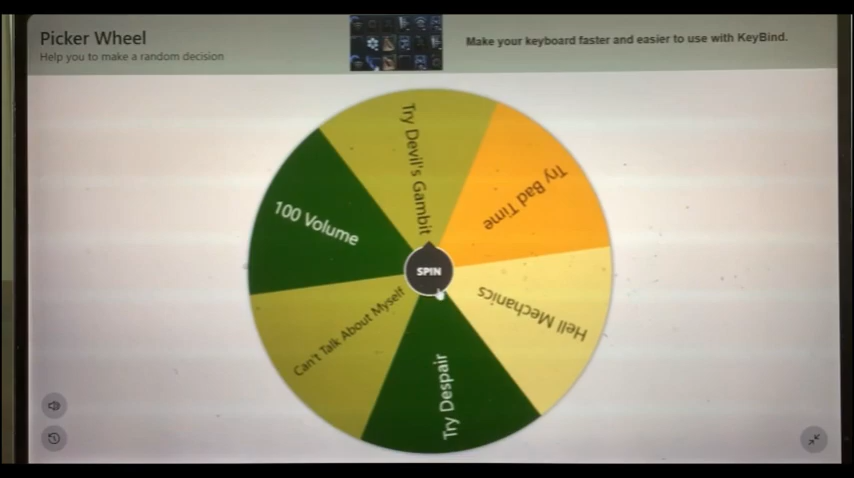 Picker Wheel
Help you to make a random decision
Make your keyboard faster and easier to use with KeyBind.
Try Devil's Gambit
Try Bad Time
100 Volume
SPIN
Hell Mechanics
Can't Talk About Myself
Try Despair